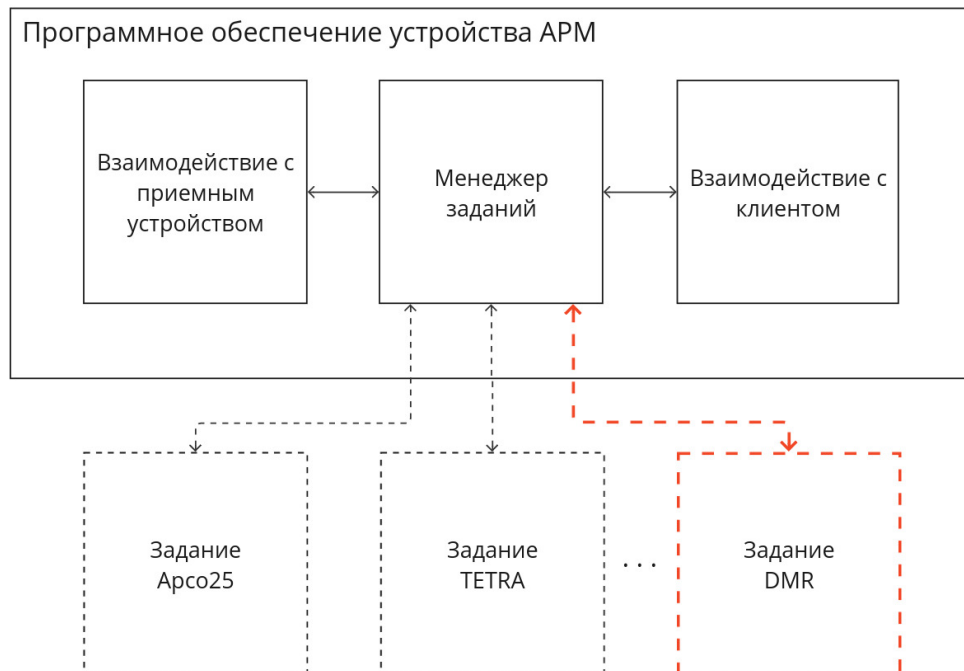 Программное обеспечение устройства АРМ
Взаимодействие с
приемным
устройством
Менеджер
заданий
Взаимодействие с
клиентом
Задание
Apco25
Задание
TETRA
...
Задание
DMR